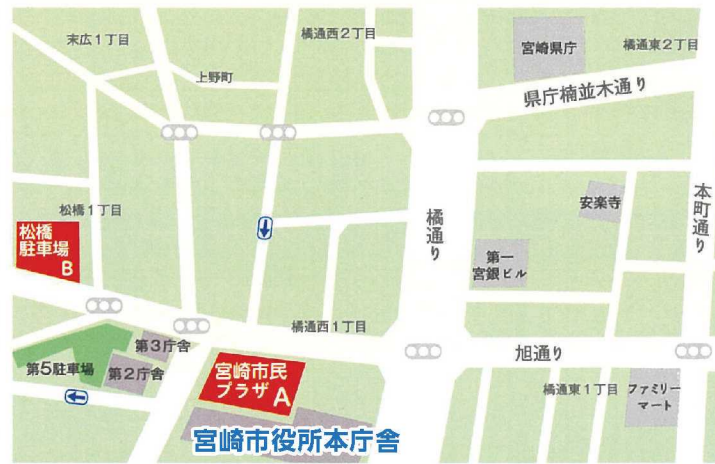 末広1丁目
橘通西2丁目
宮崎県庁
橘通東2丁目
上野町
県庁楠並木通り
松橋1丁目
安楽寺
本町通り
橘通り
松橋
駐車場
B
第一
宮銀ビル
橘通西1丁目
第3庁舎
旭通り
第5駐車場
第2庁舎
宮崎市民
プラザ A
橘通東1丁目
ファミリー
マート
宮崎市役所本庁舎